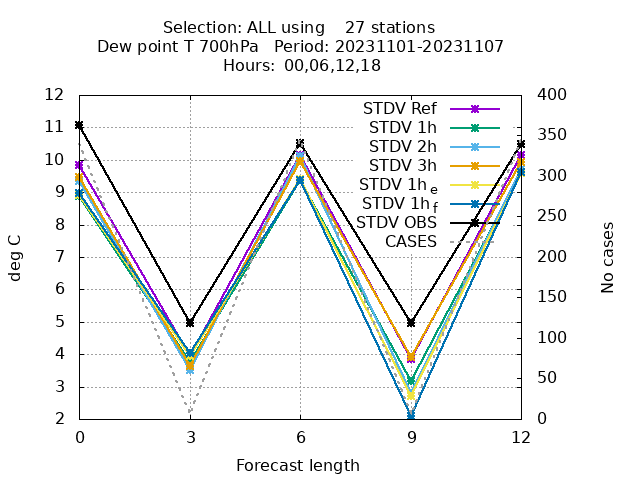 Selection: ALL using 27 stations
Dew point T 700hPa Period: 20231101-20231107
Hours: 00,06,12,18
12
11
10
9
8
7
6
5
4
3
2
deg C
STDV Ref
STDV 1h
STDV 2h
STDV 3h
STDV 1h e
STDV 1h f
STDV OBS
CASES
400
350
300
250
200
150
100
50
0
No cases
0 3 6 9 12
Forecast length